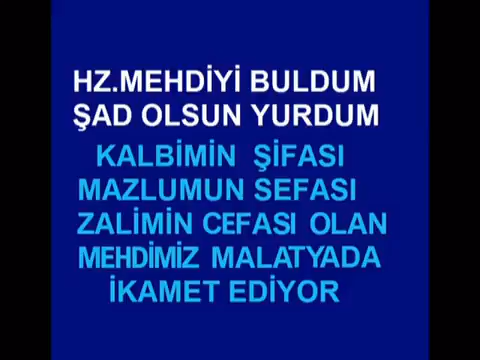 HZ.MEHDİYİ BULDUM
ŞAD OLSUN YURDUM
KALBİMİN ŞİFASI
MAZLUMUN SEFASI
ZALİMİN CEFASI OLAN
MEHDİMİZ MALATYADA
İKAMET EDİYOR